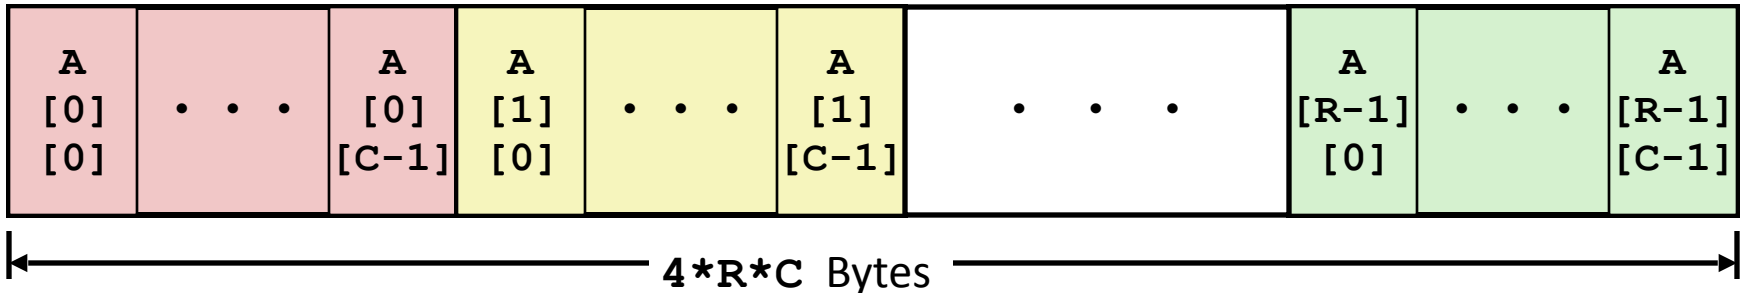 A · · · A A · · · A · · · A · · · A
[0] [0] [1] [1] [R-1] [R-1]
[0] [C-1] [0] [C-1] [0] [C-1]
4*R*C Bytes